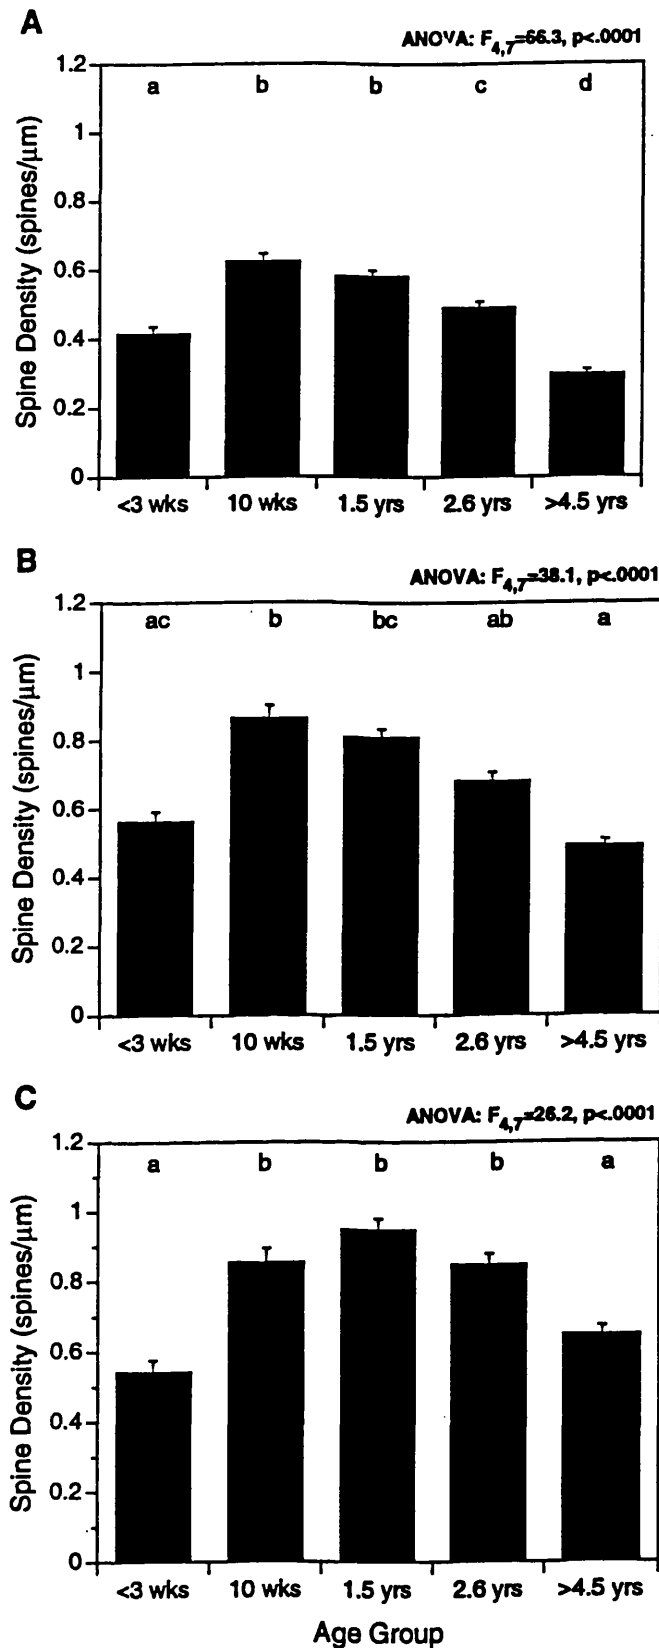 A
ANOVA: F4,7=66.3, p<.0001
1.2
a b b c d
1
0.8
0.6
0.4
0.2
0
Spine Density (spines/μm)
<3 wks 10 wks 1.5 yrs 2.6 yrs >4.5 yrs
B
ANOVA: F4,7=38.1, p<.0001
1.2
ac b bc ab a
1
0.8
0.6
0.4
0.2
0
Spine Density (spines/μm)
<3 wks 10 wks 1.5 yrs 2.6 yrs >4.5 yrs
C
ANOVA: F4,7=26.2, p<.0001
1.2
a b b b a
1
0.8
0.6
0.4
0.2
0
Spine Density (spines/μm)
<3 wks 10 wks 1.5 yrs 2.6 yrs >4.5 yrs
Age Group